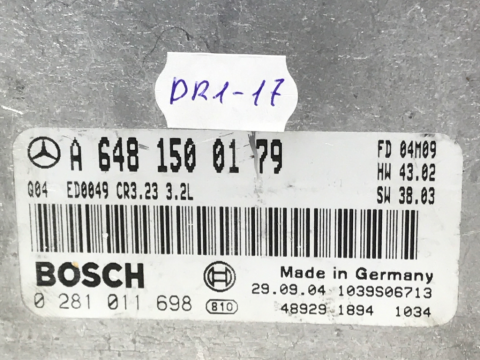 DR1-17
A 648 150 01 79
FD 04M09
HW 43.02
Q04 ED0049 CR3.23 3.2L
SW 38.03
BOSCH
Made in Germany
0 281 011 698 810
29.09.04 1039S06713
48929 1894 1034